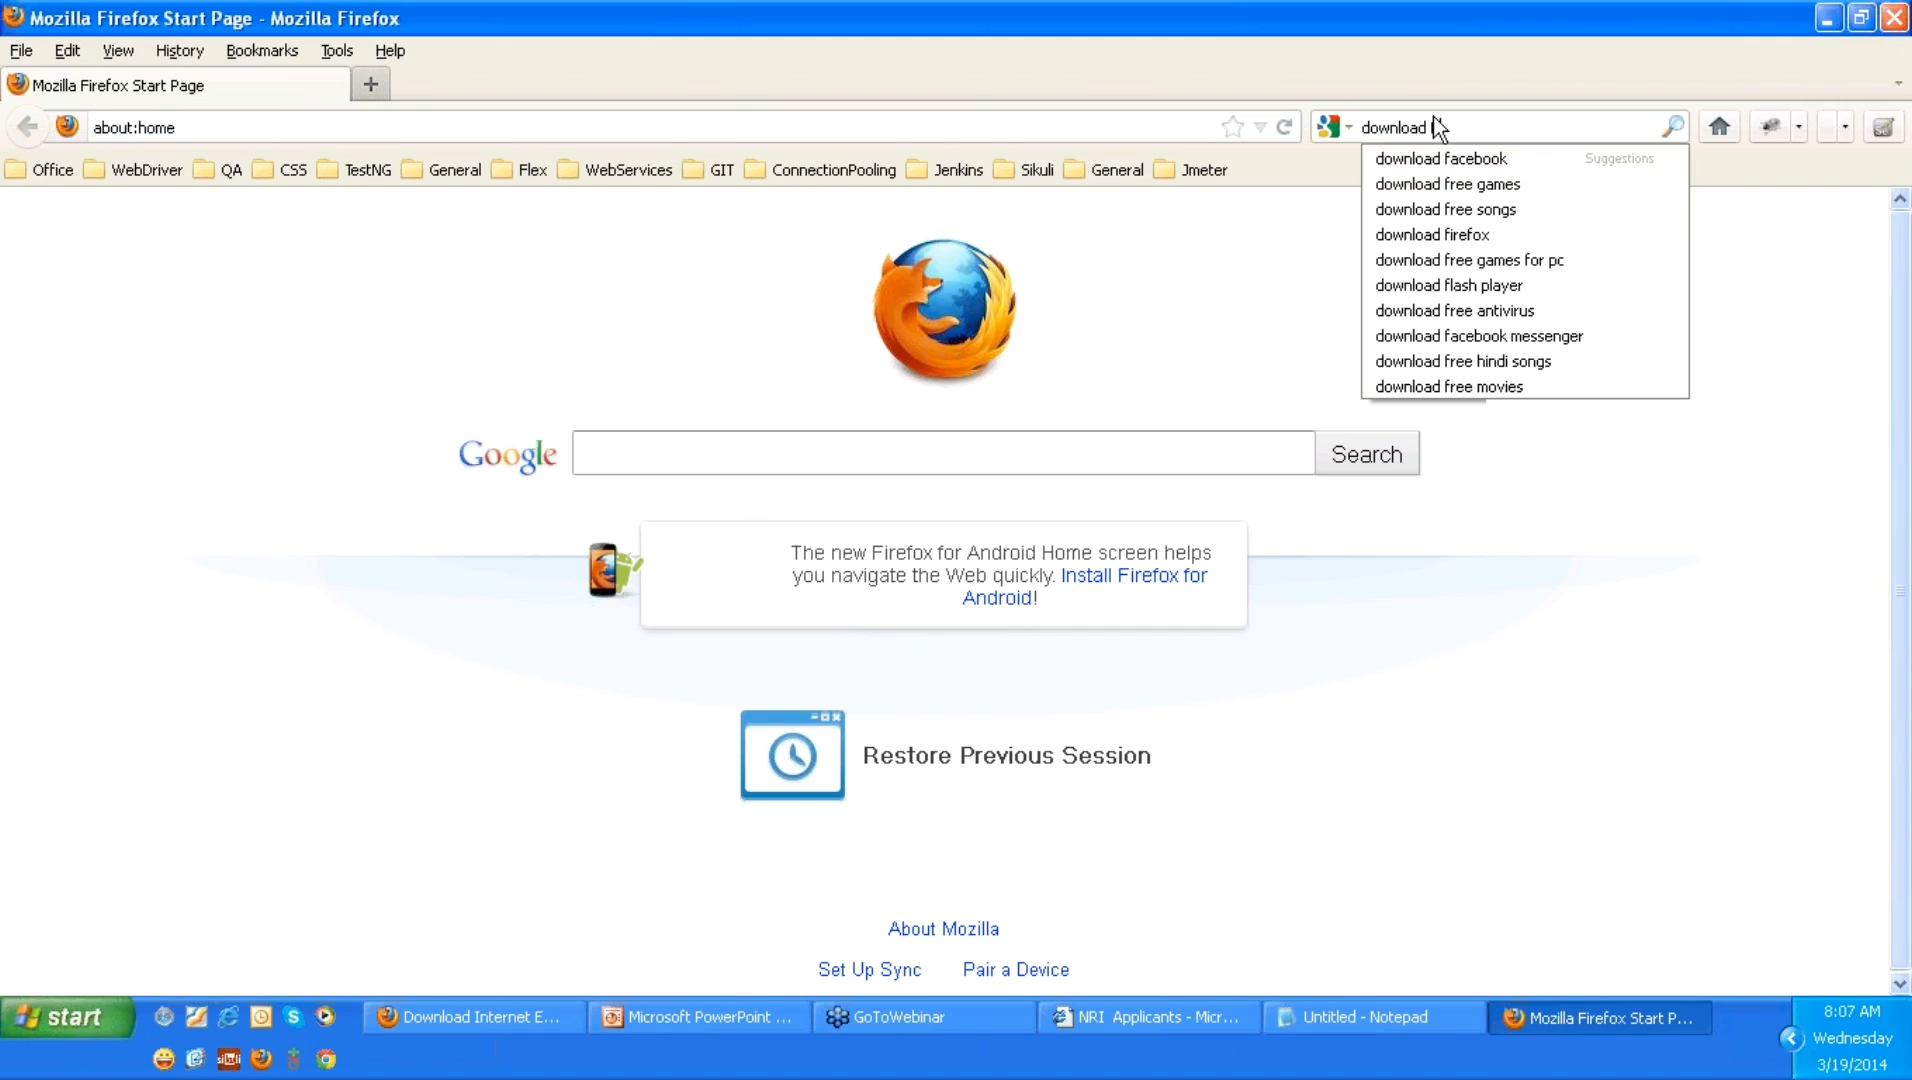 Mozilla Firefox Start Page - Mozilla Firefox
File Edit View History Bookmarks Tools Help
Mozilla Firefox Start Page
about:home
download
Office WebDriver QA CSS TestNG General Flex WebServices GIT ConnectionPooling Jenkins Sikuli General Jmeter
download facebook Suggestions
download free games
download free songs
download firefox
download free games for pc
download flash player
download free antivirus
download facebook messenger
download free hindi songs
download free movies
Google
Search
The new Firefox for Android Home screen helps
you navigate the Web quickly. Install Firefox for
Android!
Restore Previous Session
About Mozilla
Set Up Sync Pair a Device
start
Download Internet E...
Microsoft PowerPoint ...
GoToWebinar
NRI Applicants - Micr...
Untitled - Notepad
Mozilla Firefox Start P...
8:07 AM
Wednesday
3/19/2014